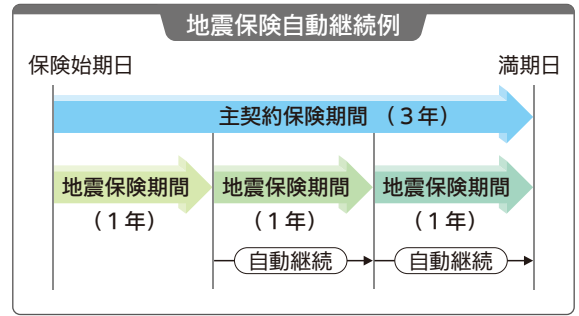 地震保険自動継続例
保険始期日 満期日
主契約保険期間 (3年)
地震保険期間 地震保険期間 地震保険期間
(1年) (1年) (1年)
自動継続 自動継続